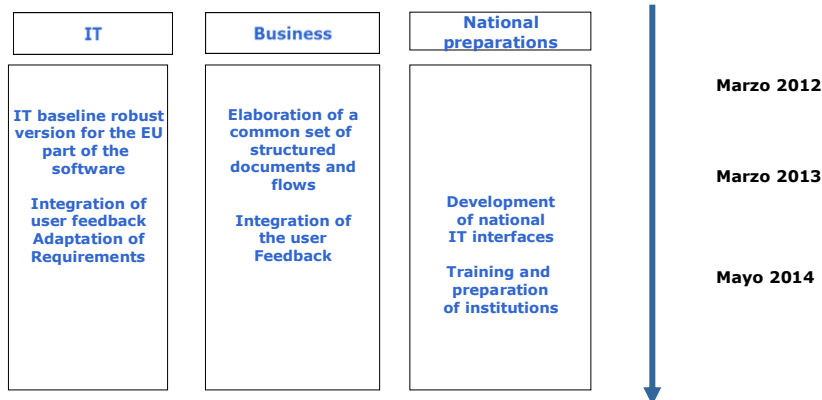 IT
Business
National
preparations
IT baseline robust
version for the EU
part of the
software
Integration of
user feedback
Adaptation of
Requirements
Elaboration of a
common set of
structured
documents and
flows
Integration of
the user
Feedback
Development
of national
IT interfaces
Training and
preparation
of institutions
Marzo 2012
Marzo 2013
Mayo 2014